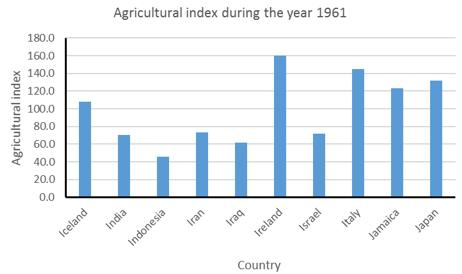 Agricultural index during the year 1961
180.0
160.0
140.0
120.0
100.0
80.0
60.0
40.0
20.0
0.0
Agricultural index
Iceland
India
Indonesia
Iran
Iraq
Ireland
Israel
Italy
Jamaica
Japan
Country